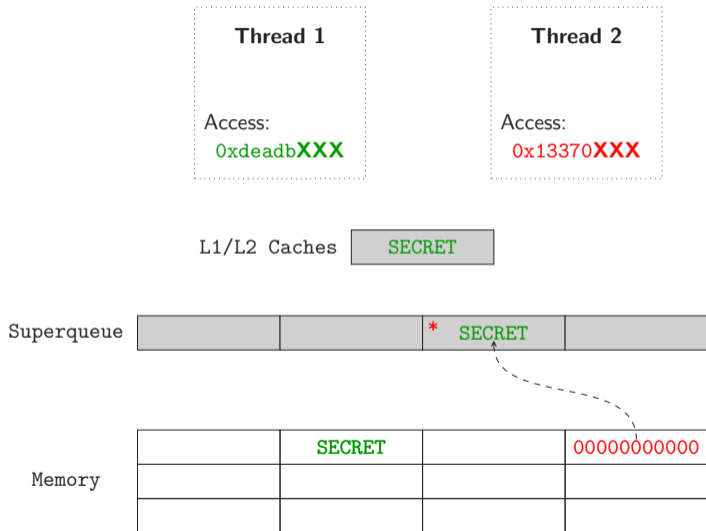 Thread 1
Thread 2
Access:
0xdeadbXXX
Access:
0x13370XXX
L1/L2 Caches
SECRET
Superqueue
* SECRET
SECRET
00000000000
Memory